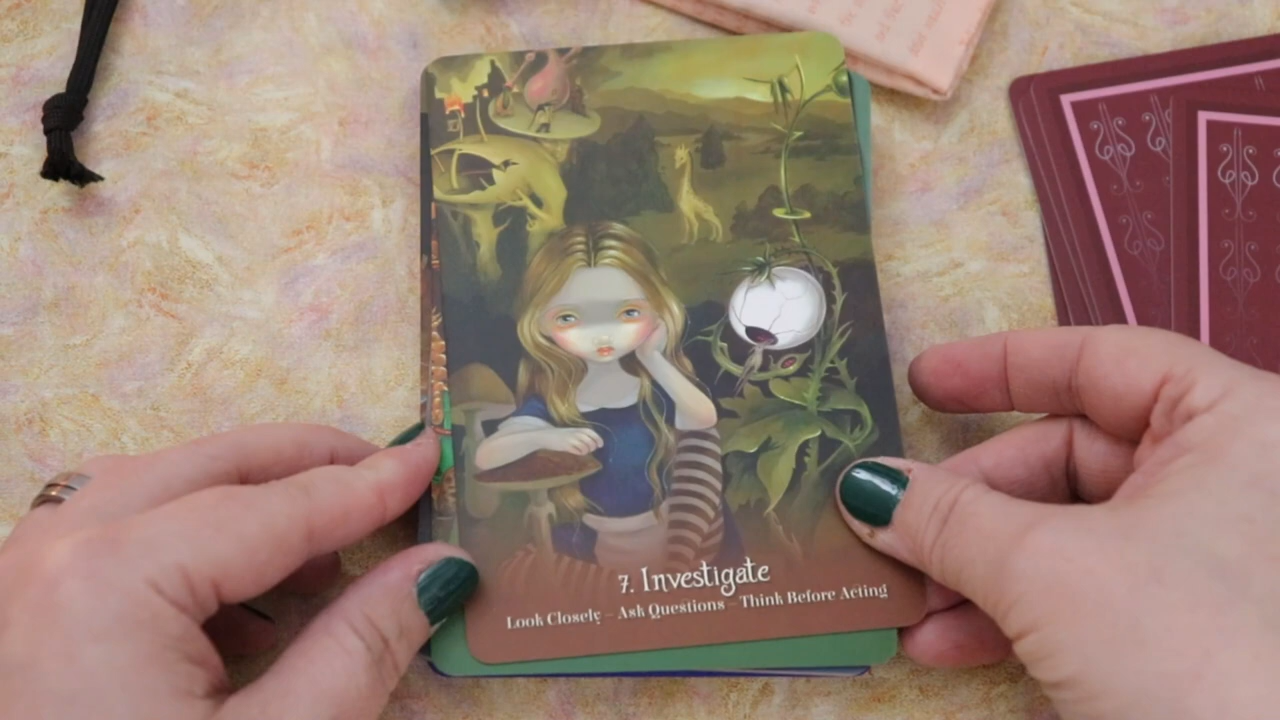 7. Investigate
Look Closely – Ask Questions – Think Before Acting